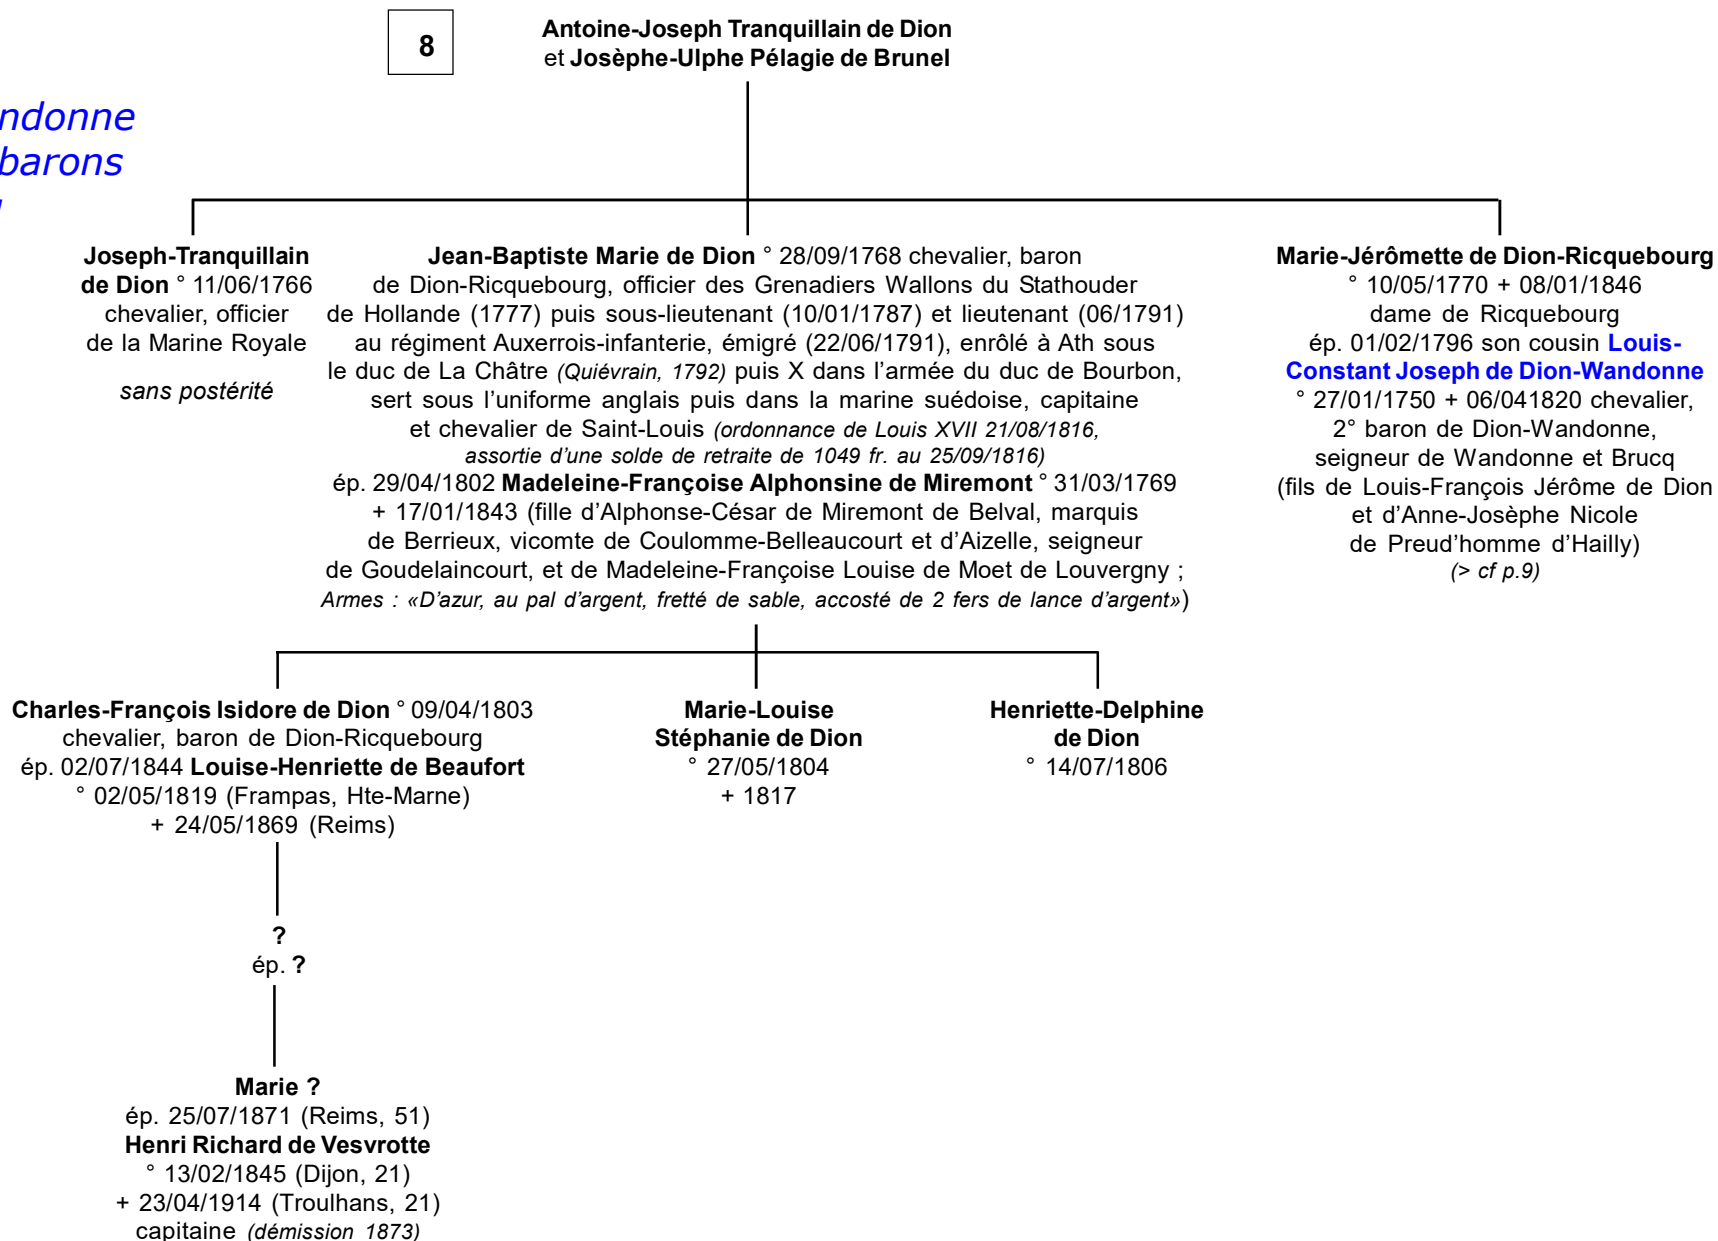 8
Antoine-Joseph Tranquillain de Dion
et Josèphe-Ulphe Pélagie de Brunel
ndonne
barons
Joseph-Tranquillain
de Dion ° 11/06/1766
chevalier, officier
de la Marine Royale
sans postérité
Jean-Baptiste Marie de Dion ° 28/09/1768 chevalier, baron
de Dion-Ricquebourg, officier des Grenadiers Wallons du Stathouder
de Hollande (1777) puis sous-lieutenant (10/01/1787) et lieutenant (06/1791)
au régiment Auxerrois-infanterie, émigré (22/06/1791), enrôlé à Ath sous
le duc de La Châtre (Quiévrain, 1792) puis X dans l’armée du duc de Bourbon,
sert sous l’uniforme anglais puis dans la marine suédoise, capitaine
et chevalier de Saint-Louis (ordonnance de Louis XVII 21/08/1816,
assortie d’une solde de retraite de 1049 fr. au 25/09/1816)
ép. 29/04/1802 Madeleine-Françoise Alphonsine de Miremont ° 31/03/1769
+ 17/01/1843 (fille d’Alphonse-César de Miremont de Belval, marquis
de Berrieux, vicomte de Coulomme-Belleaucourt et d’Aizelle, seigneur
de Goudelaincourt, et de Madeleine-Françoise Louise de Moet de Louvergny ;
Armes : «D’azur, au pal d’argent, fretté de sable, accosté de 2 fers de lance d’argent»)
Marie-Jérômette de Dion-Ricquebourg
° 10/05/1770 + 08/01/1846
dame de Ricquebourg
ép. 01/02/1796 son cousin Louis-
Constant Joseph de Dion-Wandonne
° 27/01/1750 + 06/041820 chevalier,
2° baron de Dion-Wandonne,
seigneur de Wandonne et Brucq
(fils de Louis-François Jérôme de Dion
et d’Anne-Josèphe Nicole
de Preud’homme d’Hailly)
(> cf p.9)
Charles-François Isidore de Dion ° 09/04/1803
chevalier, baron de Dion-Ricquebourg
ép. 02/07/1844 Louise-Henriette de Beaufort
° 02/05/1819 (Frampas, Hte-Marne)
+ 24/05/1869 (Reims)
Marie-Louise
Stéphanie de Dion
° 27/05/1804
+ 1817
Henriette-Delphine
de Dion
° 14/07/1806
?
ép. ?
Marie ?
ép. 25/07/1871 (Reims, 51)
Henri Richard de Vesvrotte
° 13/02/1845 (Dijon, 21)
+ 23/04/1914 (Troulhans, 21)
capitaine (démission 1873)